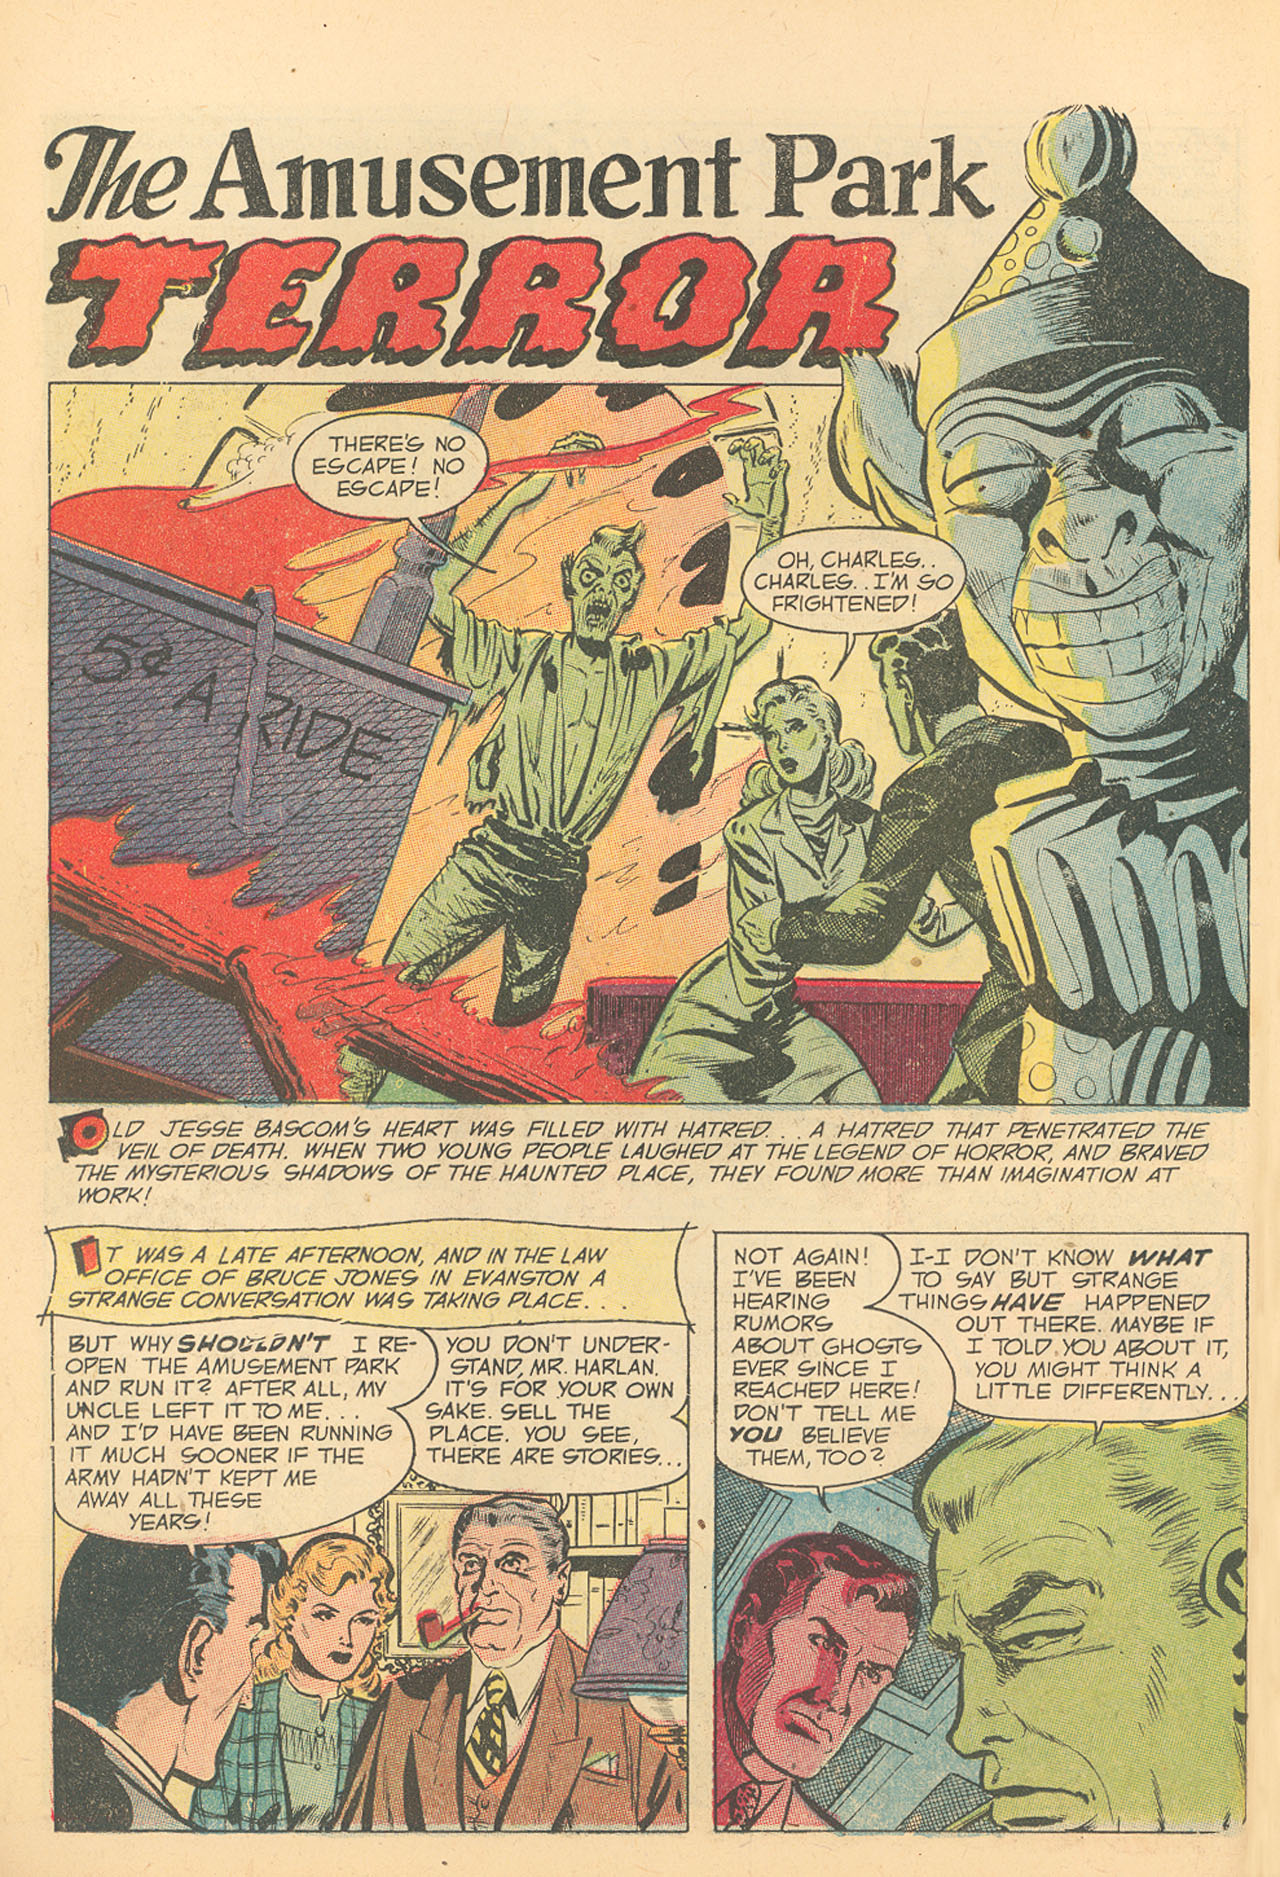 The Amusement Park
TERROR
THERE'S NO
ESCAPE! NO
ESCAPE!
OH, CHARLES..
CHARLES.. I'M SO
FRIGHTENED!
5¢ A RIDE
OLD JESSE BASCOM'S HEART WAS FILLED WITH HATRED... A HATRED THAT PENETRATED THE
VEIL OF DEATH. WHEN TWO YOUNG PEOPLE LAUGHED AT THE LEGEND OF HORROR, AND BRAVED
THE MYSTERIOUS SHADOWS OF THE HAUNTED PLACE, THEY FOUND MORE THAN IMAGINATION AT
WORK!
IT WAS A LATE AFTERNOON, AND IN THE LAW
OFFICE OF BRUCE JONES IN EVANSTON A
STRANGE CONVERSATION WAS TAKING PLACE...
BUT WHY SHOULDN'T I RE-
OPEN THE AMUSEMENT PARK
AND RUN IT? AFTER ALL, MY
UNCLE LEFT IT TO ME...
AND I'D HAVE BEEN RUNNING
IT MUCH SOONER IF THE
ARMY HADN'T KEPT ME
AWAY ALL THESE
YEARS!
YOU DON'T UNDER-
STAND, MR. HARLAN.
IT'S FOR YOUR OWN
SAKE. SELL THE
PLACE. YOU SEE,
THERE ARE STORIES...
NOT AGAIN!
I'VE BEEN
HEARING
RUMORS
ABOUT GHOSTS
EVER SINCE I
REACHED HERE!
DON'T TELL ME
YOU BELIEVE
THEM, TOO?
I-I DON'T KNOW WHAT
TO SAY BUT STRANGE
THINGS HAVE HAPPENED
OUT THERE. MAYBE IF
I TOLD YOU ABOUT IT,
YOU MIGHT THINK A
LITTLE DIFFERENTLY...